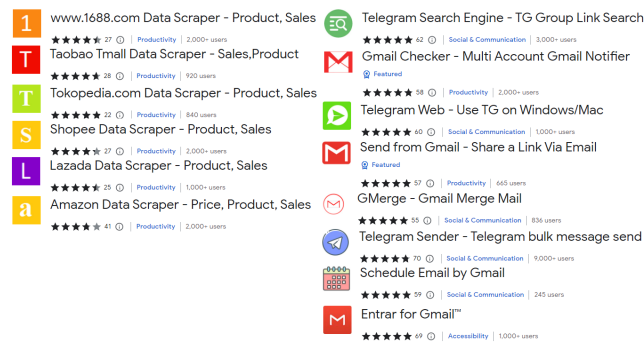 1
www.1688.com Data Scraper - Product, Sales
27 Productivity 2,000+ users
T
Taobao Tmall Data Scraper - Sales,Product
28 Productivity 920 users
T
Tokopedia.com Data Scraper - Product, Sales
22 Productivity 840 users
S
Shopee Data Scraper - Product, Sales
27 Productivity 2,000+ users
L
Lazada Data Scraper - Product, Sales
25 Productivity 1,000+ users
a
Amazon Data Scraper - Price, Product, Sales
41 Productivity 2,000+ users
Telegram Search Engine - TG Group Link Search
62 Social & Communication 3,000+ users
Gmail Checker - Multi Account Gmail Notifier
Featured
58 Productivity 2,000+ users
Telegram Web - Use TG on Windows/Mac
60 Social & Communication 1,000+ users
Send from Gmail - Share a Link Via Email
Featured
57 Productivity 665 users
GMerge - Gmail Merge Mail
55 Social & Communication 836 users
Telegram Sender - Telegram bulk message send
70 Social & Communication 9,000+ users
Schedule Email by Gmail
59 Social & Communication 245 users
Entrar for Gmail™
69 Accessibility 1,000+ users